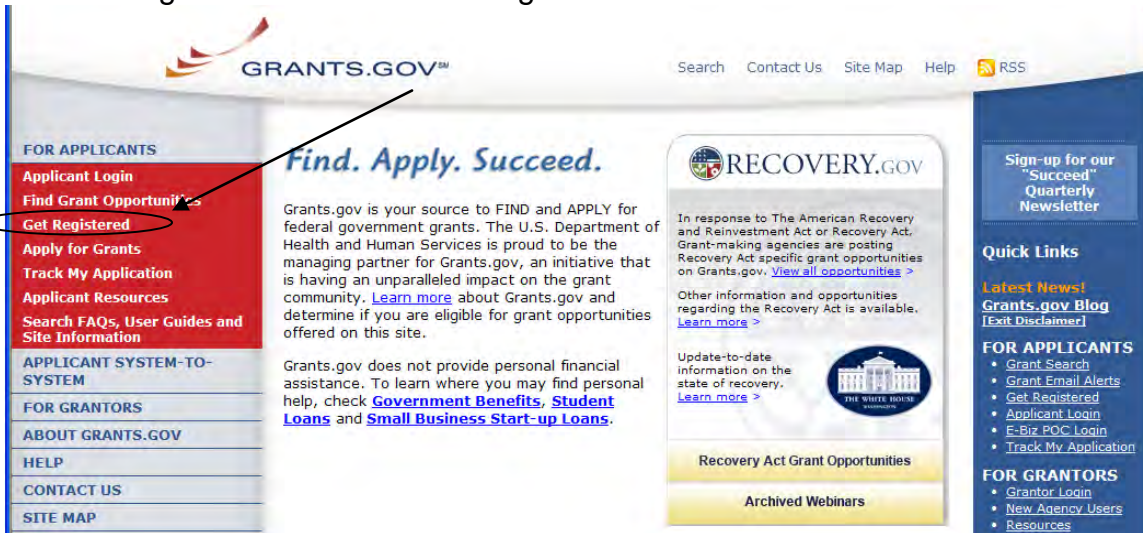 GRANTS.GOV℠
Search Contact Us Site Map Help RSS
FOR APPLICANTS
Applicant Login
Find Grant Opportunities
Get Registered
Apply for Grants
Track My Application
Applicant Resources
Search FAQs, User Guides and
Site Information
APPLICANT SYSTEM-TO-
SYSTEM
FOR GRANTORS
ABOUT GRANTS.GOV
HELP
CONTACT US
SITE MAP
Find. Apply. Succeed.
Grants.gov is your source to FIND and APPLY for
federal government grants. The U.S. Department of
Health and Human Services is proud to be the
managing partner for Grants.gov, an initiative that
is having an unparalleled impact on the grant
community. Learn more about Grants.gov and
determine if you are eligible for grant opportunities
offered on this site.
Grants.gov does not provide personal financial
assistance. To learn where you may find personal
help, check Government Benefits, Student
Loans and Small Business Start-up Loans.
RECOVERY.GOV
In response to The American Recovery
and Reinvestment Act or Recovery Act,
Grant-making agencies are posting
Recovery Act specific grant opportunities
on Grants.gov. View all opportunities >
Other information and opportunities
regarding the Recovery Act is available.
Learn more >
Update-to-date
information on the
state of recovery.
Learn more >
THE WHITE HOUSE
WASHINGTON
Recovery Act Grant Opportunities
Archived Webinars
Sign-up for our
"Succeed"
Quarterly
Newsletter
Quick Links
Latest News!
Grants.gov Blog
[Exit Disclaimer]
FOR APPLICANTS
• Grant Search
• Grant Email Alerts
• Get Registered
• Applicant Login
• E-Biz POC Login
• Track My Application
FOR GRANTORS
• Grantor Login
• New Agency Users
• Resources